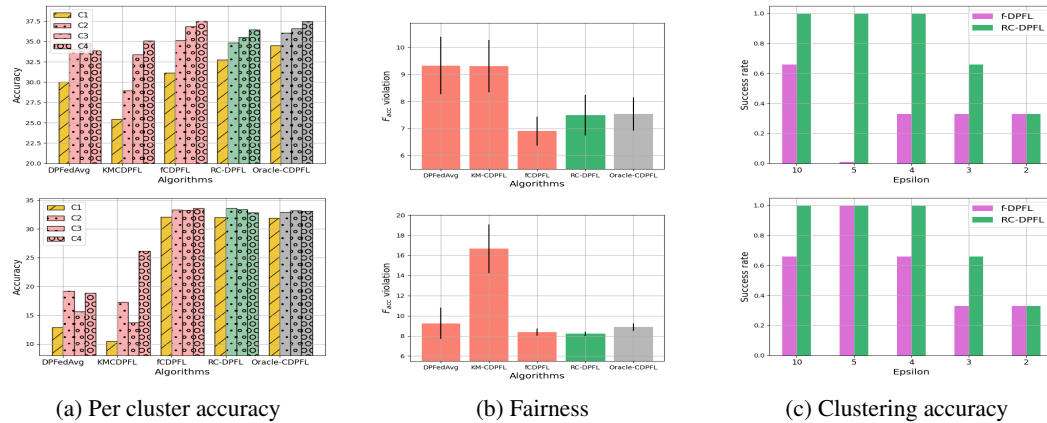 37.5
35.0
32.5
30.0
27.5
25.0
22.5
20.0
Accuracy
C1
C2
C3
C4
DPFedAvg KMCDPFL fCDPFL RC-DPFL Oracle-CDPFL
Algorithms
10
9
8
7
6
F_acc violation
DPFedAvg KM-CDPFL fCDPFL RC-DPFL Oracle-CDPFL
Algorithms
1.0
0.8
0.6
0.4
0.2
0.0
Success rate
f-DPFL
RC-DPFL
10 5 4 3 2
Epsilon
35
30
25
20
15
10
Accuracy
C1
C2
C3
C4
DPFedAvg KMCDPFL fCDPFL RC-DPFL Oracle-CDPFL
Algorithms
20
18
16
14
12
10
8
6
F_acc violation
DPFedAvg KM-CDPFL fCDPFL RC-DPFL Oracle-CDPFL
Algorithms
1.0
0.8
0.6
0.4
0.2
0.0
Success rate
f-DPFL
RC-DPFL
10 5 4 3 2
Epsilon
(a) Per cluster accuracy
(b) Fairness
(c) Clustering accuracy